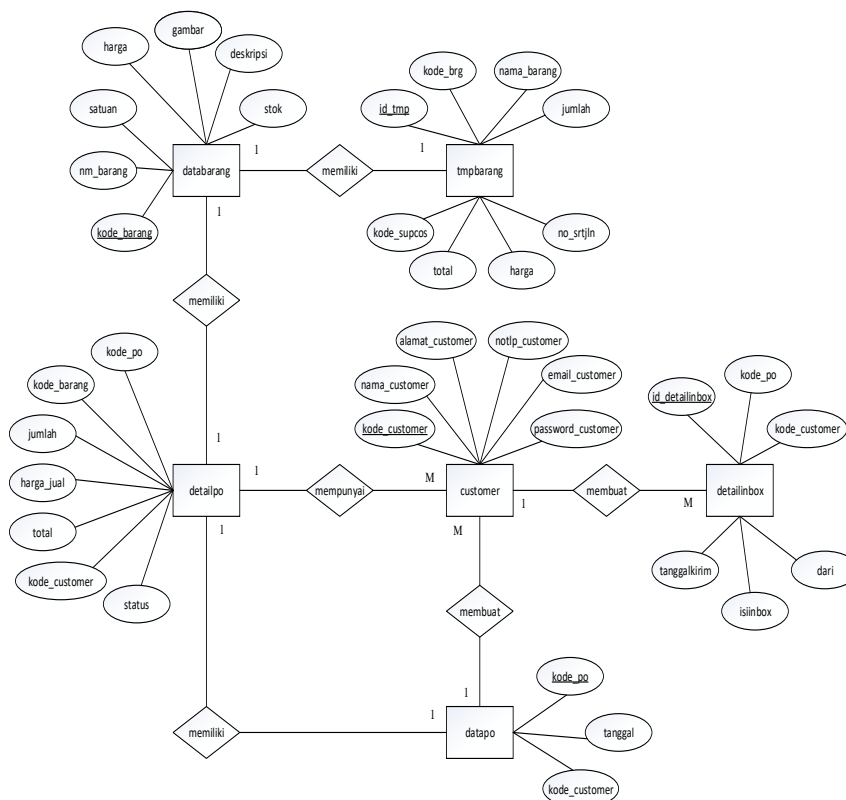 gambar
harga
deskripsi
satuan
stok
nm_barang
kode_barang
databarang
1
memiliki
1
kode_brg
nama_barang
id_tmp
jumlah
tmpbarang
kode_supcos
no_srtjln
total
harga
1
memiliki
1
kode_po
kode_barang
jumlah
harga_jual
total
kode_customer
status
detailpo
1
mempunyai
M
alamat_customer
notlp_customer
nama_customer
email_customer
kode_customer
password_customer
customer
1
membuat
M
kode_po
id_detailinbox
kode_customer
detailinbox
tanggalkirim
dari
isiinbox
M
membuat
1
1
memiliki
1
datapo
kode_po
tanggal
kode_customer